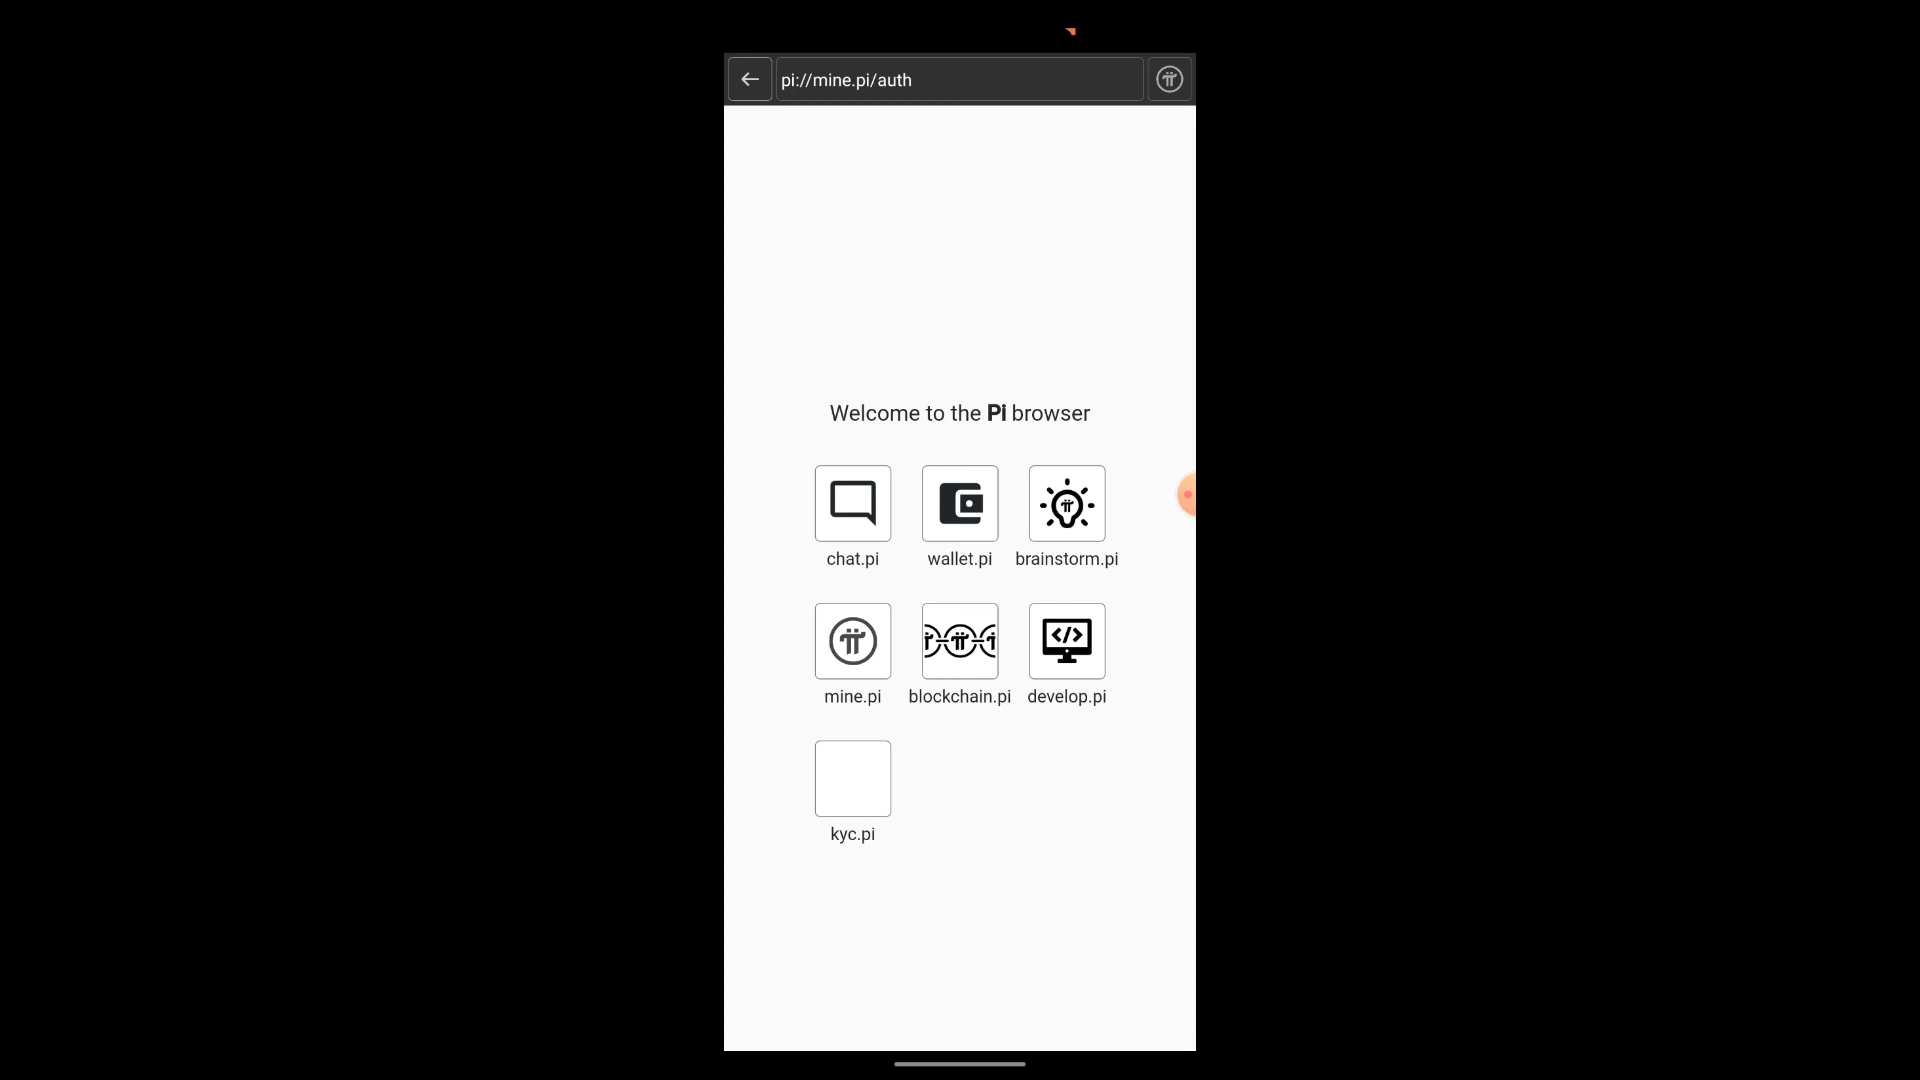 pi://mine.pi/auth
Welcome to the Pi browser
chat.pi
wallet.pi
brainstorm.pi
mine.pi
blockchain.pi
develop.pi
kyc.pi